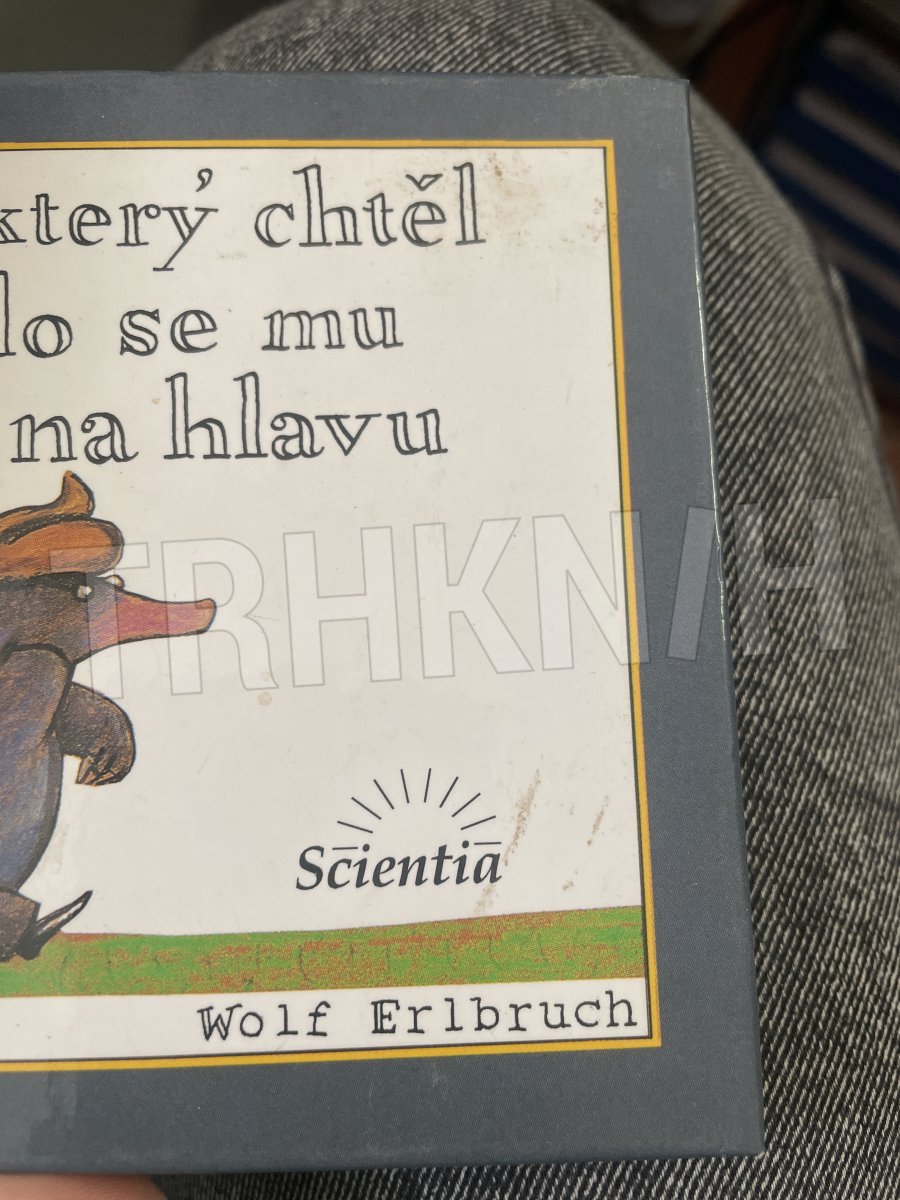 který chtěl
lo se mu
na hlavu
TRHKNIH
Scientia
Wolf Erlbruch